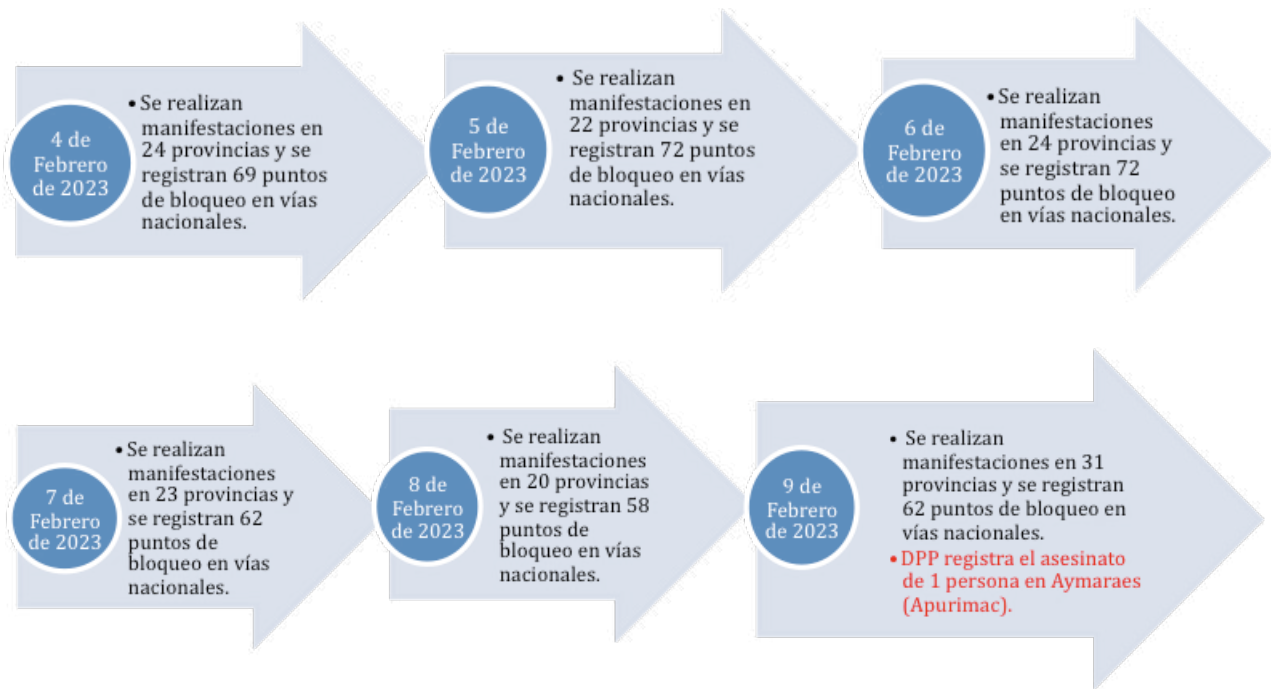 4 de
Febrero
de 2023
• Se realizan
manifestaciones en
24 provincias y se
registran 69 puntos
de bloqueo en vías
nacionales.
5 de
Febrero
de 2023
• Se realizan
manifestaciones en
22 provincias y se
registran 72 puntos
de bloqueo en vías
nacionales.
6 de
Febrero
de 2023
• Se realizan
manifestaciones
en 24 provincias y
se registran 72
puntos de bloqueo
en vías nacionales.
7 de
Febrero
de 2023
• Se realizan
manifestaciones
en 23 provincias y
se registran 62
puntos de
bloqueo en vías
nacionales.
8 de
Febrero
de 2023
• Se realizan
manifestaciones
en 20 provincias
y se registran 58
puntos de
bloqueo en vías
nacionales.
9 de
Febrero
de 2023
• Se realizan
manifestaciones en 31
provincias y se registran
62 puntos de bloqueo en
vías nacionales.
• DPP registra el asesinato
de 1 persona en Aymaraes
(Apurimac).